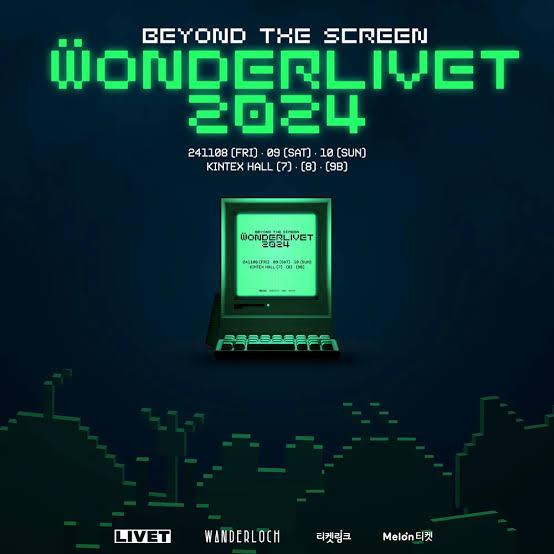 BEYOND THE SCREEN
ẄONDERLIVET
2024
241108 (FRI) · 09 (SAT) · 10 (SUN)
KINTEX HALL (7) · (8) · (9B)
BEYOND THE SCREEN
ẄONDERLIVET
2024
241108 (FRI) · 09 (SAT) · 10 (SUN)
KINTEX HALL (7) · (8) · (9B)
LIVET WANDERLOCH 티켓링크 Melon티켓